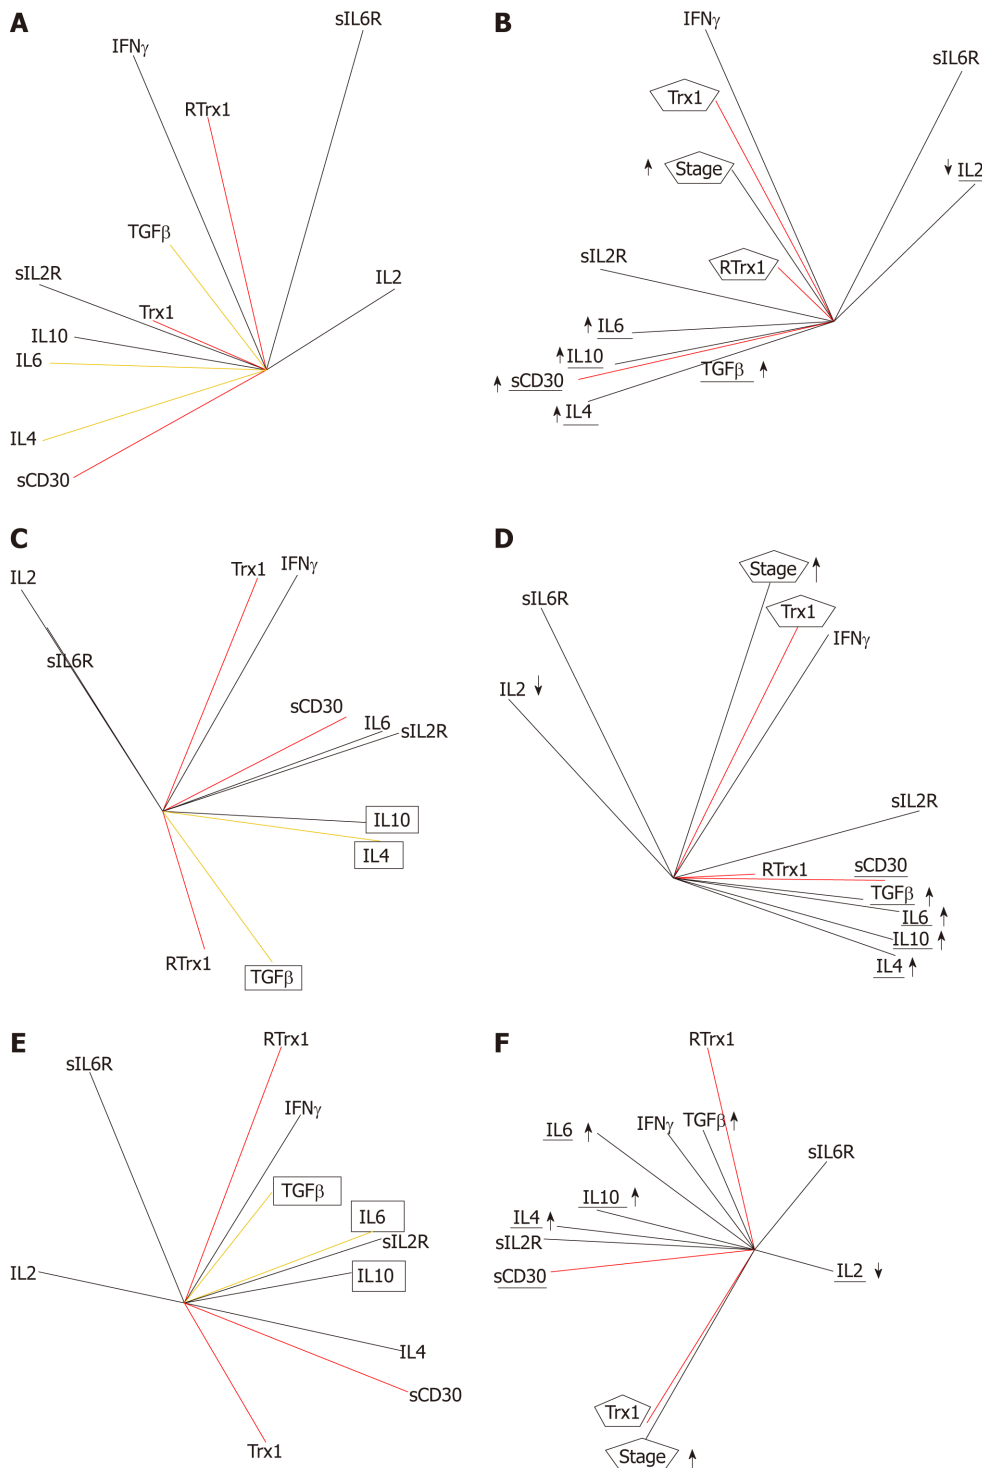 A
sIL6R
IFNγ
RTrx1
TGFβ
sIL2R
IL2
Trx1
IL10
IL6
IL4
sCD30
B
IFNγ
sIL6R
Trx1
↑ Stage
↓ IL2
sIL2R
RTrx1
↑ IL6
↑ IL10
TGFβ ↑
↑ sCD30
↑ IL4
C
IL2
Trx1
IFNγ
sIL6R
sCD30
IL6
sIL2R
IL10
IL4
RTrx1
TGFβ
D
Stage ↑
sIL6R
Trx1
IFNγ
IL2 ↓
sIL2R
RTrx1
sCD30
TGFβ ↑
IL6 ↑
IL10 ↑
IL4 ↑
E
RTrx1
sIL6R
IFNγ
TGFβ
IL6
sIL2R
IL2
IL10
IL4
sCD30
Trx1
F
RTrx1
IL6 ↑
IFNγ
TGFβ ↑
sIL6R
IL10 ↑
IL4 ↑
sIL2R
sCD30
IL2 ↓
Trx1
Stage ↑